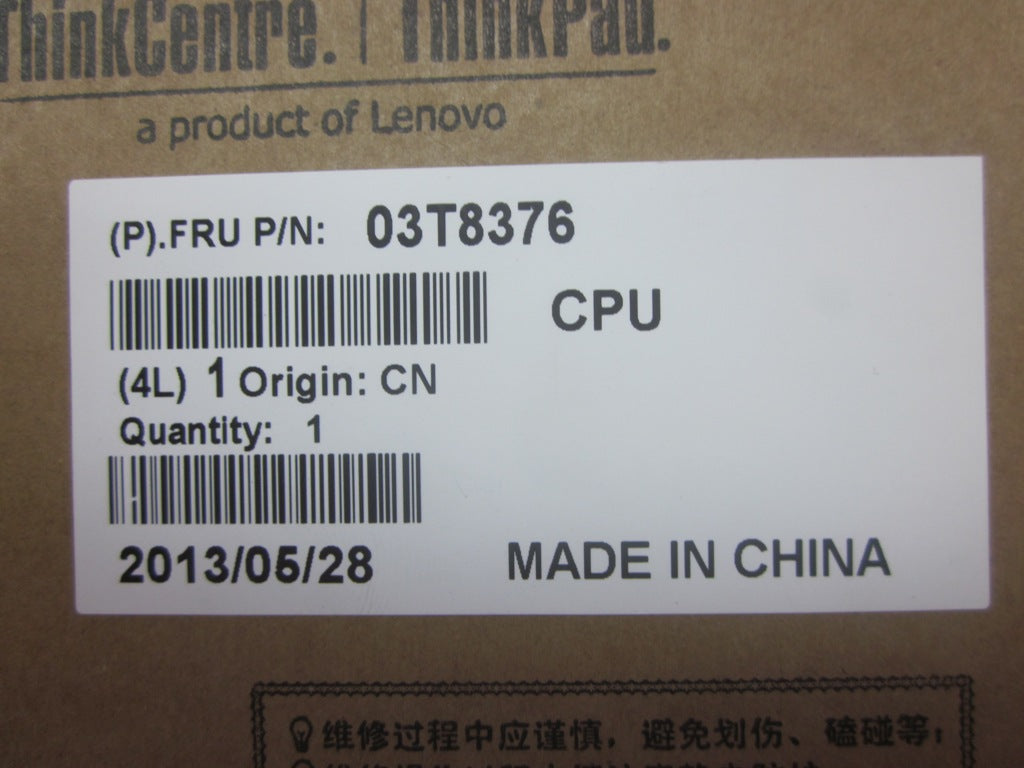 ThinkCentre. | ThinkPad.
a product of Lenovo
(P).FRU P/N: 03T8376
CPU
(4L) 1 Origin: CN
Quantity: 1
2013/05/28 MADE IN CHINA
维修过程中应谨慎，避免划伤、磕碰等；